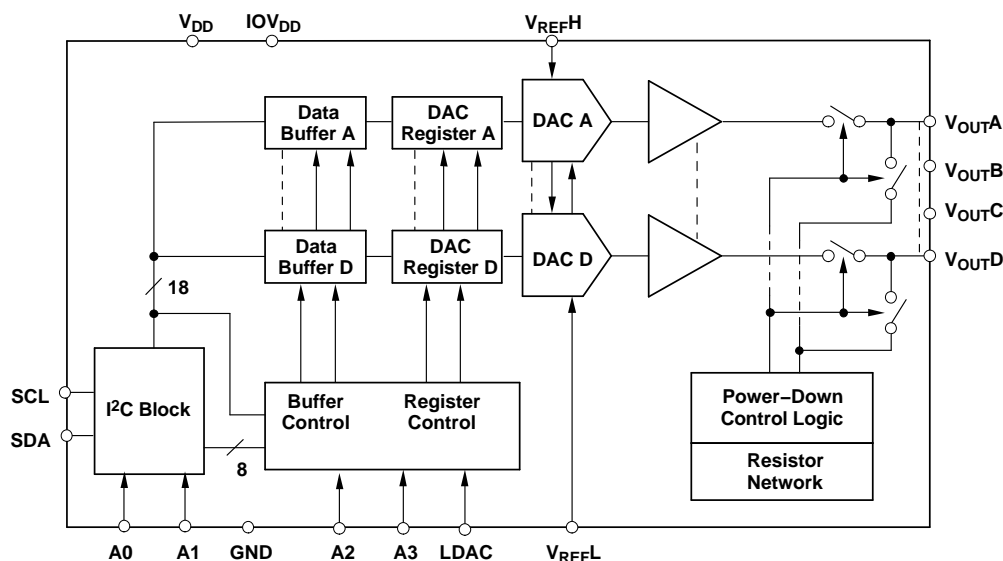 VDD
IOVDD
VREFH
Data
Buffer A
DAC
Register A
DAC A
VOUTA
VOUTB
VOUTC
Data
Buffer D
DAC
Register D
DAC D
VOUTD
18
SCL
SDA
I²C Block
Buffer
Control
Register
Control
8
Power−Down
Control Logic
Resistor
Network
A0
A1
GND
A2
A3
LDAC
VREFL